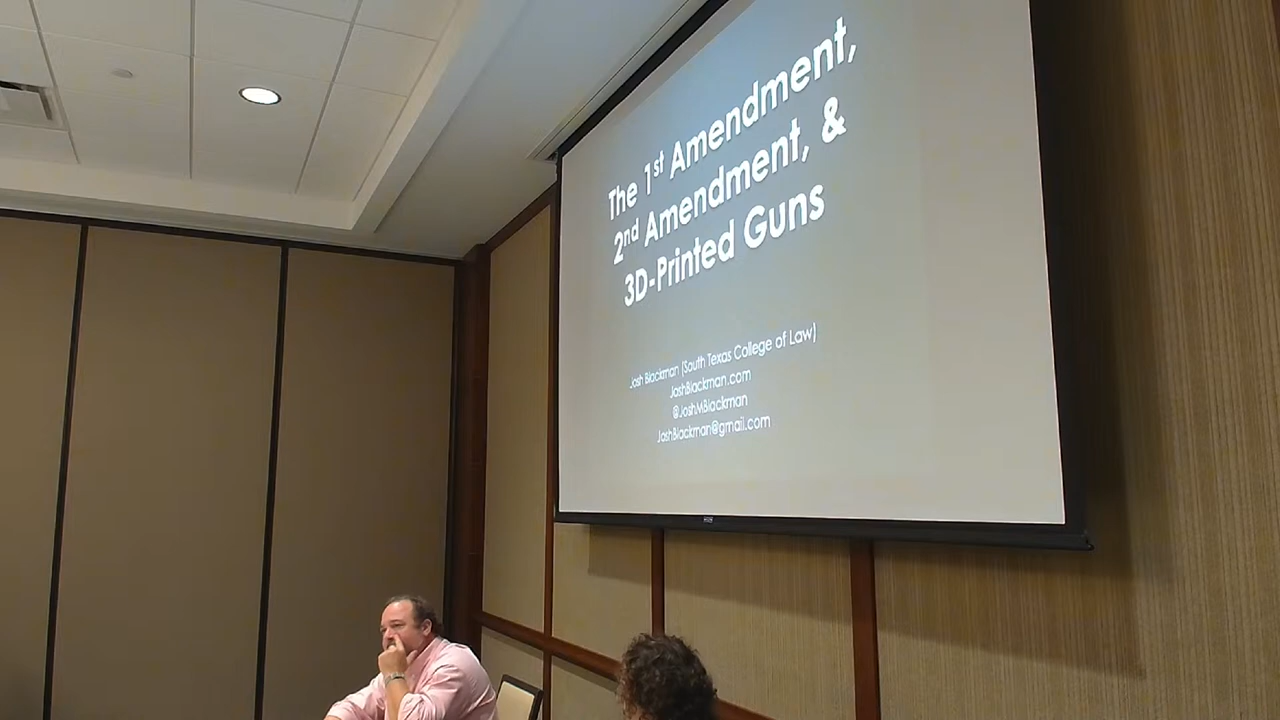 The 1st Amendment,
2nd Amendment, &
3D-Printed Guns
Josh Blackman (South Texas College of Law)
JoshBlackman.com
@JoshMBlackman
JoshBlackman@gmail.com